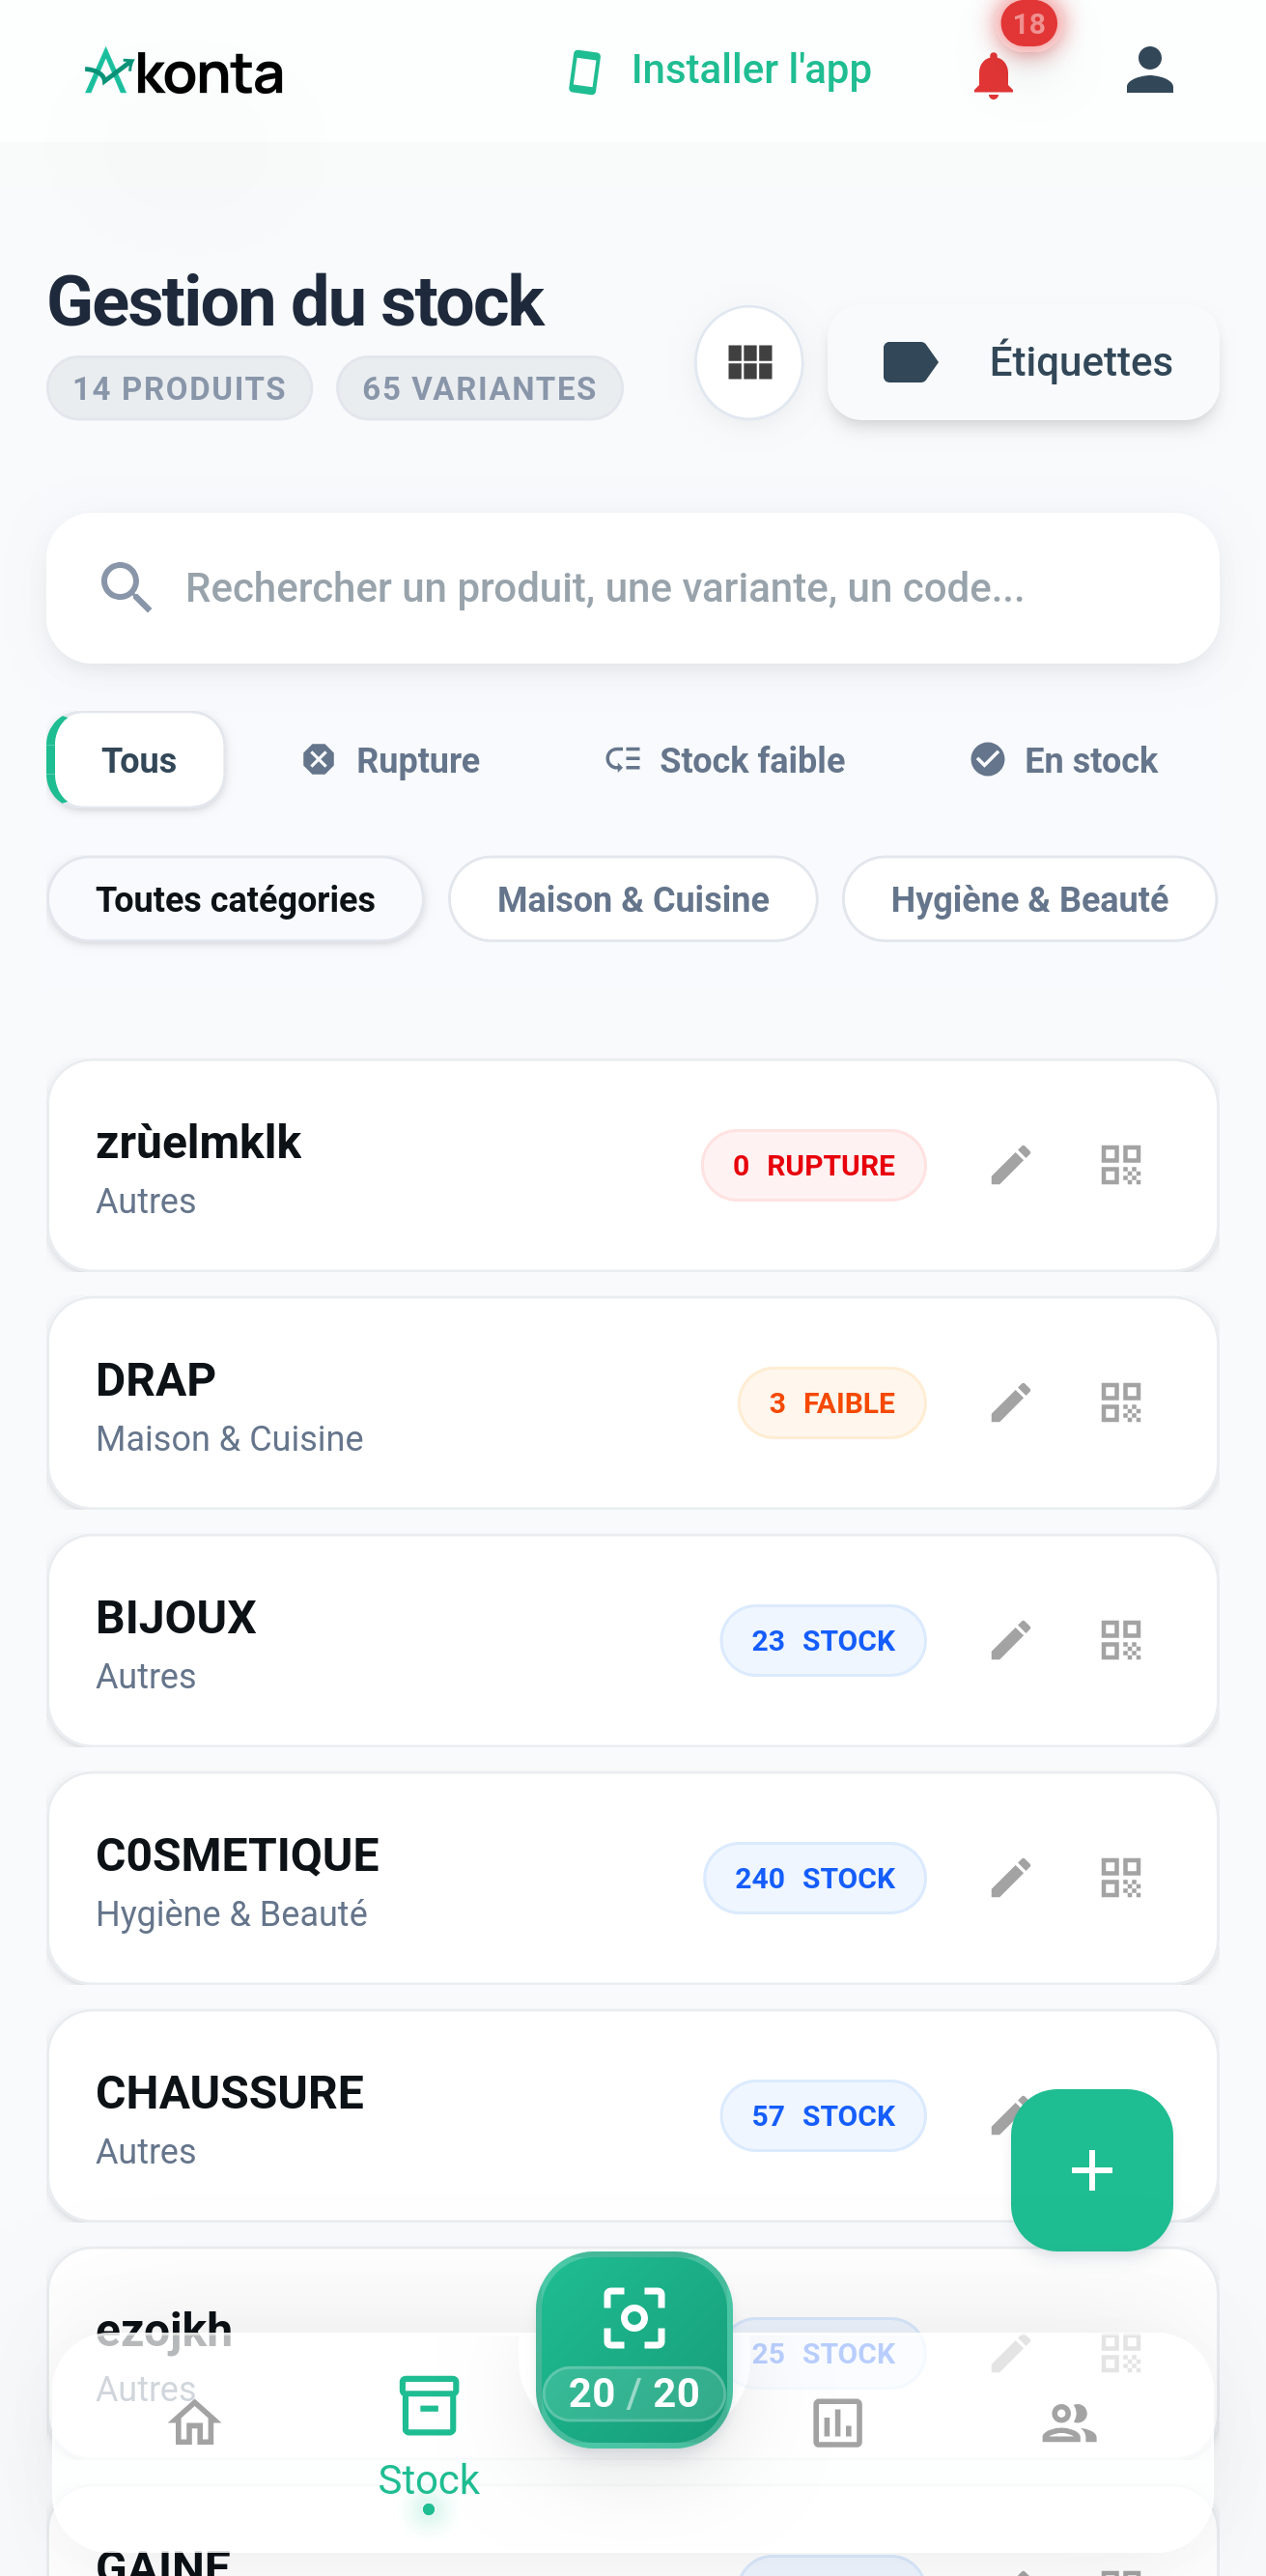 Akonta
Installer l'app
18
Gestion du stock
14 PRODUITS
65 VARIANTES
Étiquettes
Rechercher un produit, une variante, un code...
Tous
Rupture
Stock faible
En stock
Toutes catégories
Maison & Cuisine
Hygiène & Beauté
zrùelmklk
Autres
0 RUPTURE
DRAP
Maison & Cuisine
3 FAIBLE
BIJOUX
Autres
23 STOCK
C0SMETIQUE
Hygiène & Beauté
240 STOCK
CHAUSSURE
Autres
57 STOCK
ezojkh
Autres
25 STOCK
20 / 20
Stock
GAINE